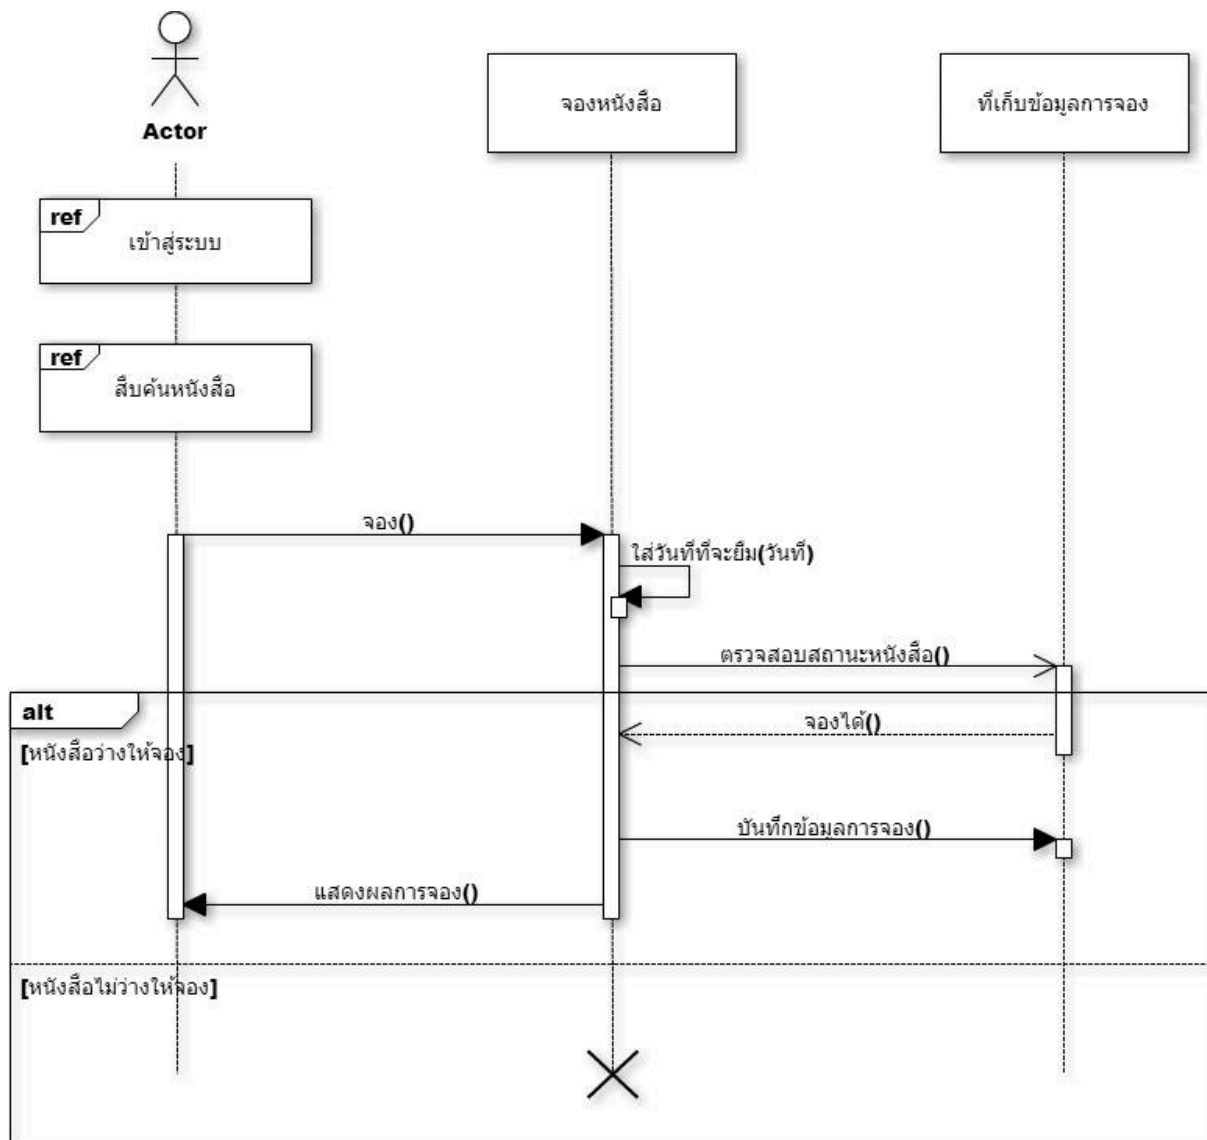 จองหนังสือ
ที่เก็บข้อมูลการจอง
Actor
ref
เข้าสู่ระบบ
ref
สืบค้นหนังสือ
จอง()
ใส่วันที่ที่จะยืม(วันที่)
ตรวจสอบสถานะหนังสือ()
alt
จองได้()
[หนังสือว่างให้จอง]
บันทึกข้อมูลการจอง()
แสดงผลการจอง()
[หนังสือไม่ว่างให้จอง]